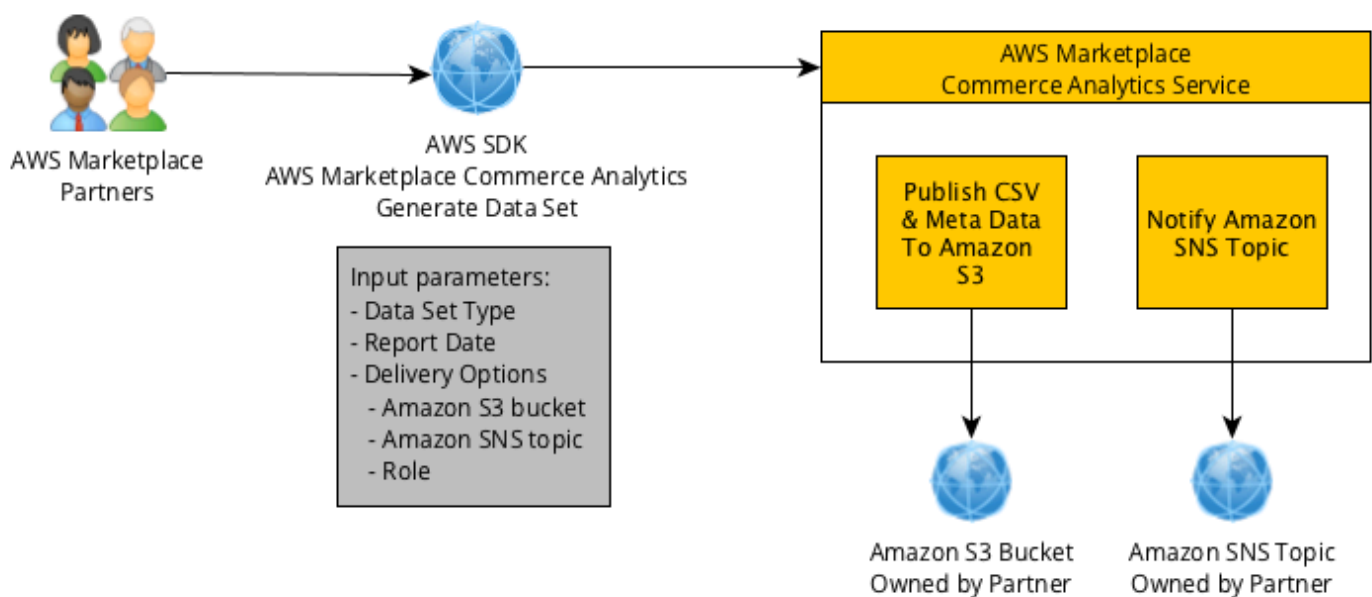 AWS Marketplace
Partners
AWS SDK
AWS Marketplace Commerce Analytics
Generate Data Set
Input parameters:
- Data Set Type
- Report Date
- Delivery Options
- Amazon S3 bucket
- Amazon SNS topic
- Role
AWS Marketplace
Commerce Analytics Service
Publish CSV
& Meta Data
To Amazon
S3
Notify Amazon
SNS Topic
Amazon S3 Bucket
Owned by Partner
Amazon SNS Topic
Owned by Partner